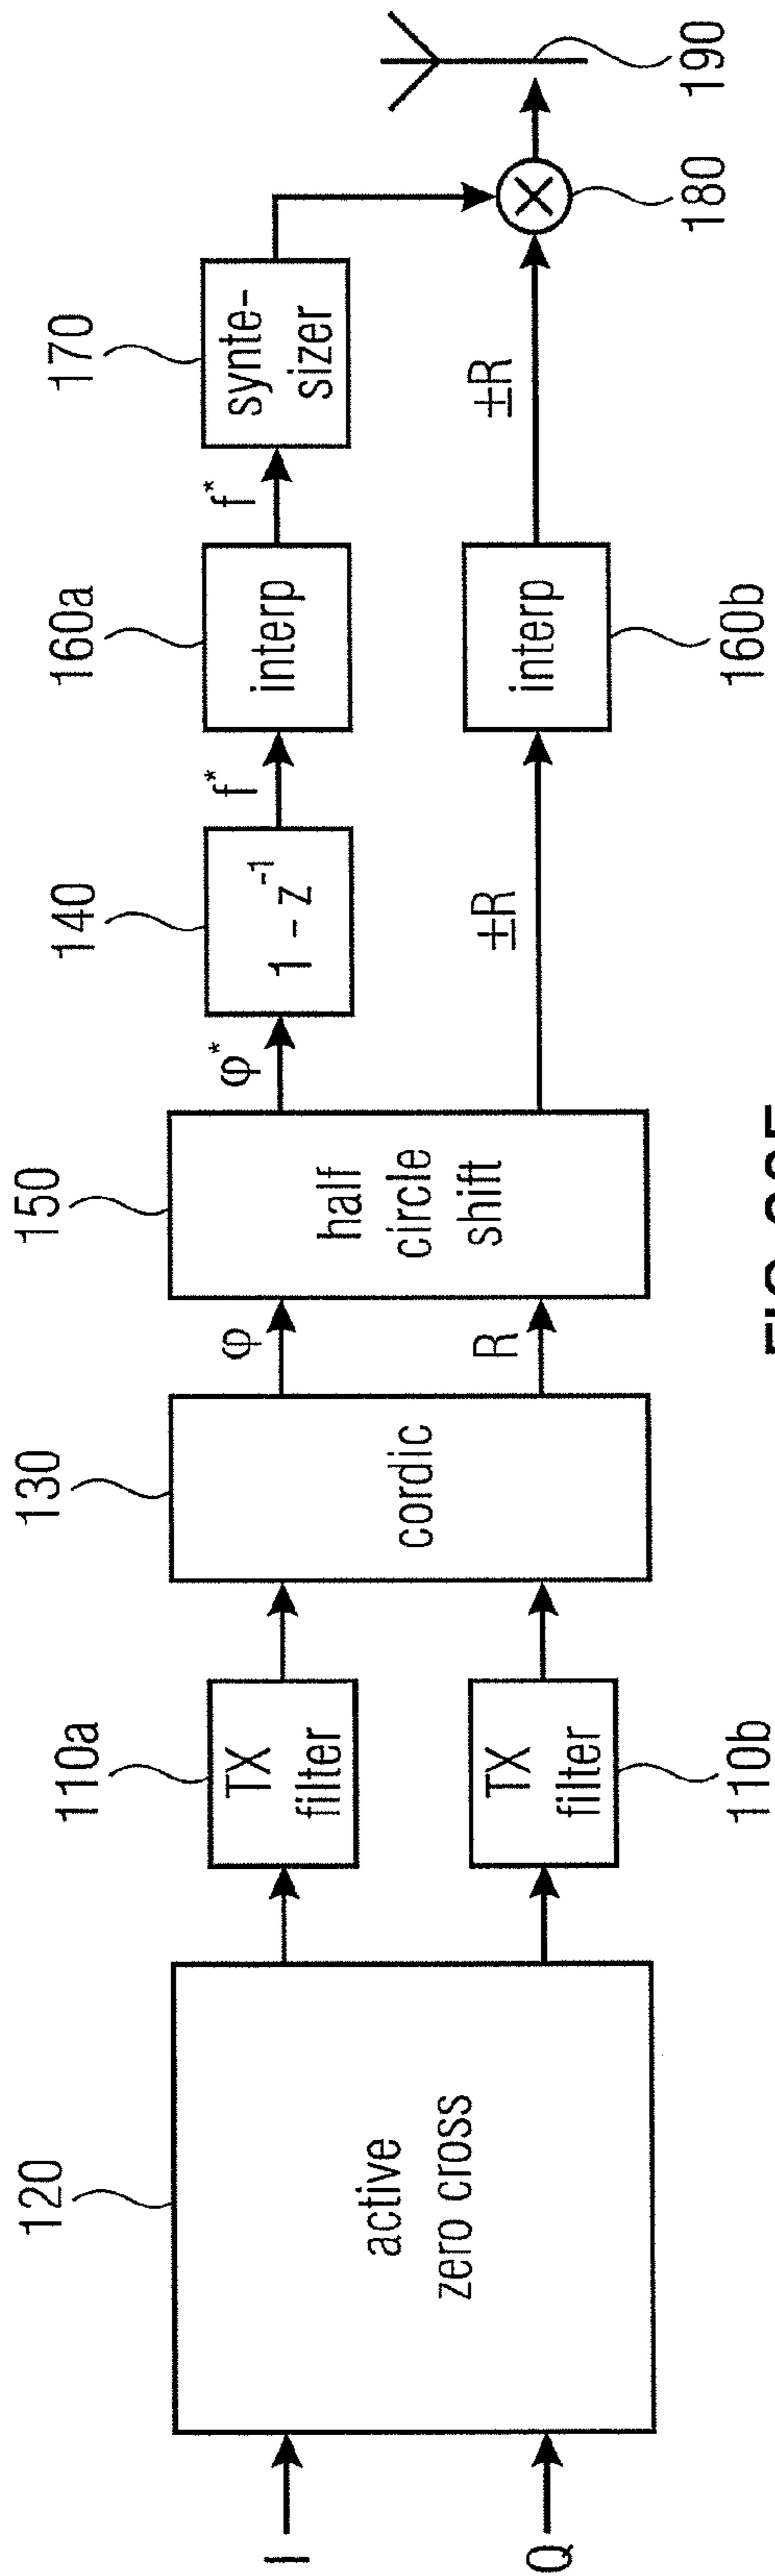 I
Q
120
active
zero cross
110a
TX
filter
TX
filter
110b
130
cordic
φ
R
150
half
circle
shift
φ*
±R
140
1 - z⁻¹
f*
160a
interp
interp
160b
f*
±R
170
synte-
sizer
180
190
FIG